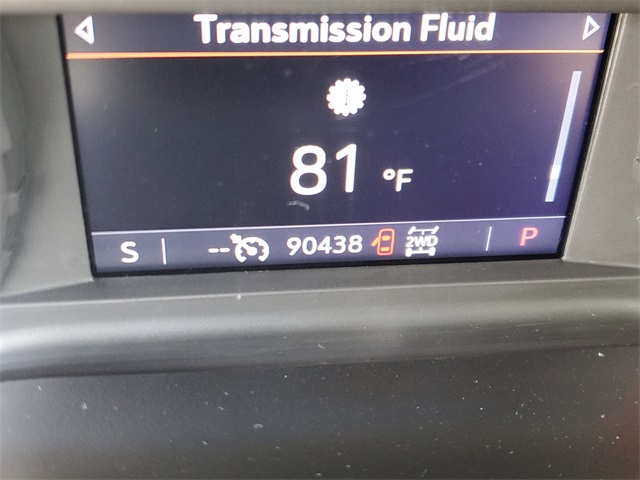 Transmission Fluid
81 °F
S -- 90438 2WD P